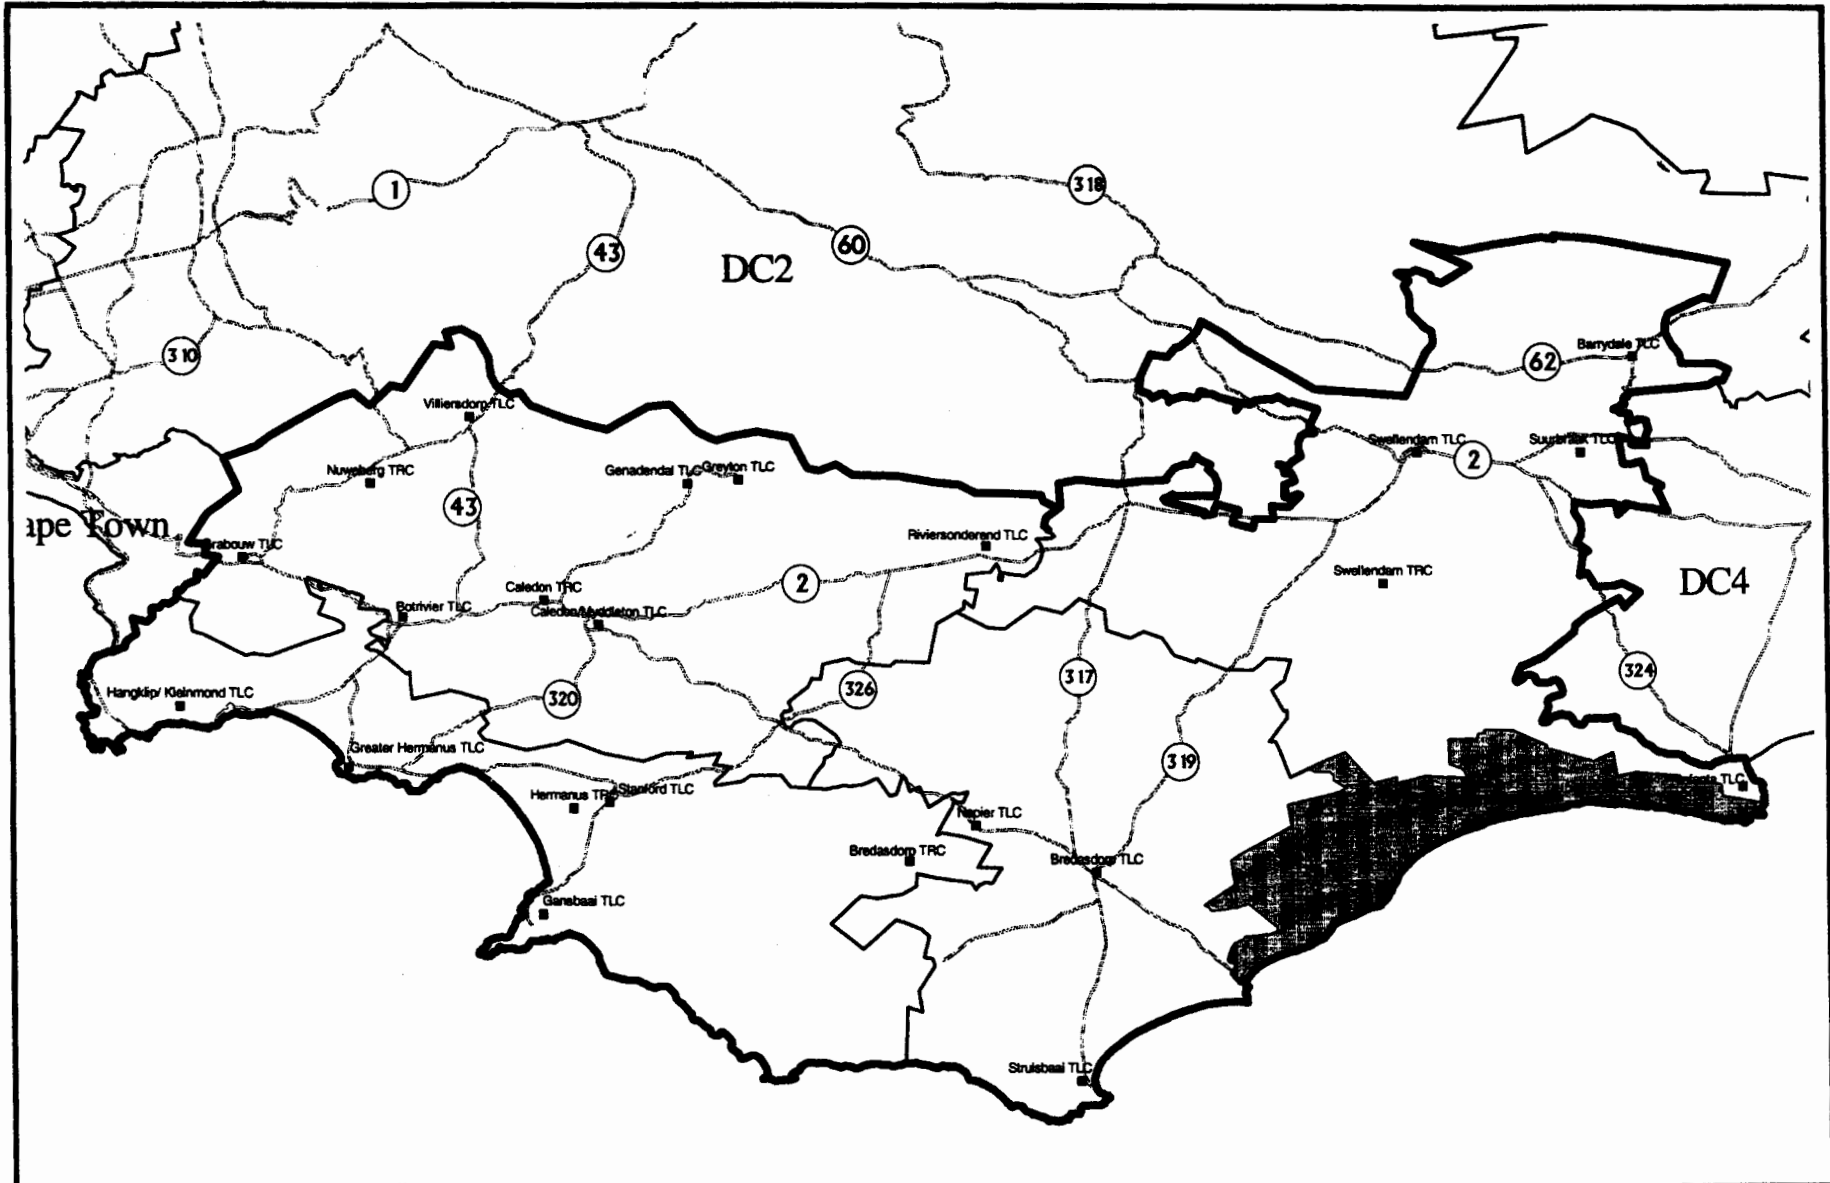 318
1
43
60
DC2
310
62
Barrydale TLC
Villiersdorp TLC
Swellendam TLC
Suurbraak TLC
2
Nuweberg TRC
Genadendal TLC
Greyton TLC
43
ape Town
Grabouw TLC
Riviersonderend TLC
Swellendam TRC
DC4
2
Caledon TRC
Botrivier TLC
Caledon/Myddleton TLC
317
324
Hangklip/ Kleinmond TLC
320
326
Greater Hermanus TLC
319
Hermanus TRC
Stanford TLC
Napier TLC
Bredasdorp TRC
Bredasdorp TLC
Gansbaai TLC
Struisbaai TLC
TLC